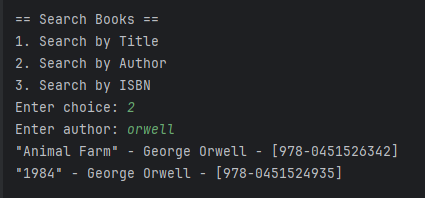 == Search Books ==
1. Search by Title
2. Search by Author
3. Search by ISBN
Enter choice: 2
Enter author: orwell
"Animal Farm" - George Orwell - [978-0451526342]
"1984" - George Orwell - [978-0451524935]